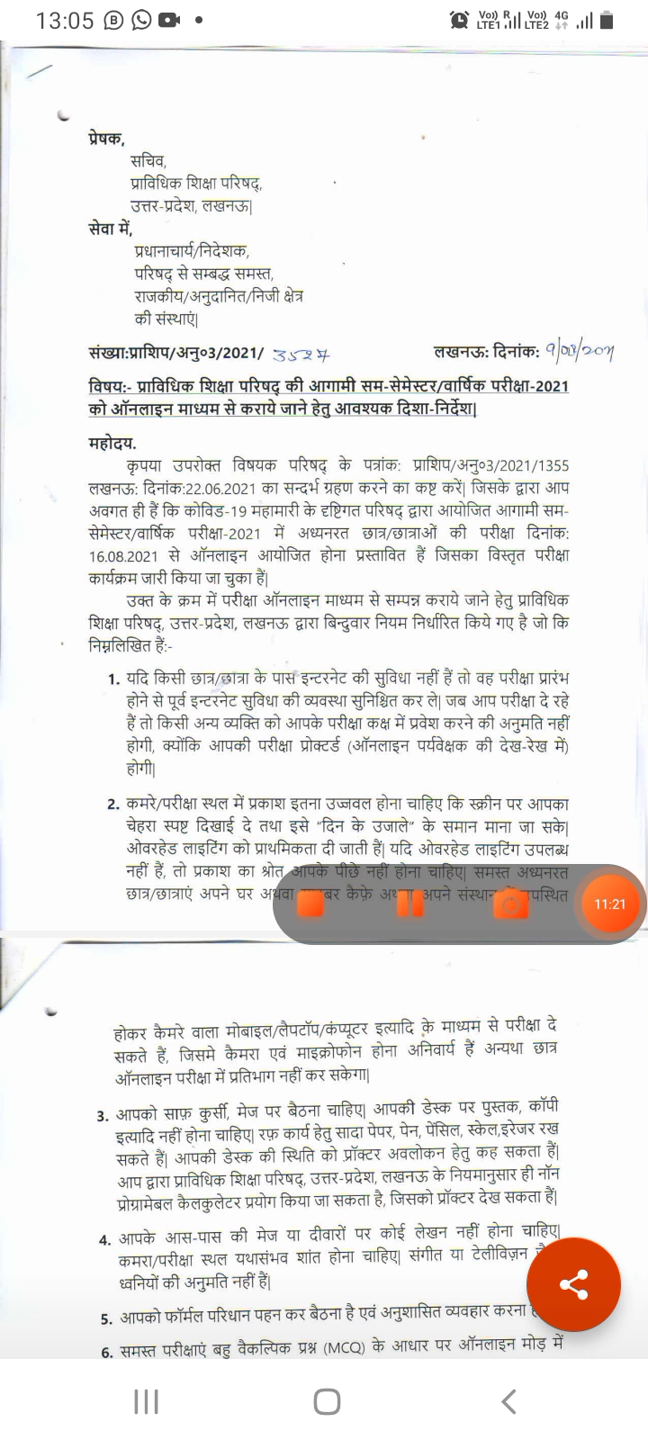 13:05
Vo) R Vo) 4G
LTE1 LTE2
प्रेषक,
सचिव,
प्राविधिक शिक्षा परिषद्,
उत्तर-प्रदेश, लखनऊ|
सेवा में,
प्रधानाचार्य/निदेशक,
परिषद् से सम्बद्ध समस्त,
राजकीय/अनुदानित/निजी क्षेत्र
की संस्थाएं|
संख्या:प्राशिप/अनु०3/2021/ लखनऊ: दिनांक:
विषय:- प्राविधिक शिक्षा परिषद् की आगामी सम-सेमेस्टर/वार्षिक परीक्षा-2021
को ऑनलाइन माध्यम से कराये जाने हेतु आवश्यक दिशा-निर्देश|
महोदय.
कृपया उपरोक्त विषयक परिषद् के पत्रांक: प्राशिप/अनु०3/2021/1355
लखनऊ: दिनांक:22.06.2021 का सन्दर्भ ग्रहण करने का कष्ट करें| जिसके द्वारा आप
अवगत ही हैं कि कोविड-19 महामारी के दृष्टिगत परिषद् द्वारा आयोजित आगामी सम-
सेमेस्टर/वार्षिक परीक्षा-2021 में अध्यनरत छात्र/छात्राओं की परीक्षा दिनांक:
16.08.2021 से ऑनलाइन आयोजित होना प्रस्तावित हैं जिसका विस्तृत परीक्षा
कार्यक्रम जारी किया जा चुका हैं|
उक्त के क्रम में परीक्षा ऑनलाइन माध्यम से सम्पन्न कराये जाने हेतु प्राविधिक
शिक्षा परिषद्, उत्तर-प्रदेश, लखनऊ द्वारा बिन्दुवार नियम निर्धारित किये गए है जो कि
निम्नलिखित हैं:-
1. यदि किसी छात्र/छात्रा के पास इन्टरनेट की सुविधा नहीं हैं तो वह परीक्षा प्रारंभ
होने से पूर्व इन्टरनेट सुविधा की व्यवस्था सुनिश्चित कर ले| जब आप परीक्षा दे रहे
हैं तो किसी अन्य व्यक्ति को आपके परीक्षा कक्ष में प्रवेश करने की अनुमति नहीं
होगी, क्योंकि आपकी परीक्षा प्रोक्टर्ड (ऑनलाइन पर्यवेक्षक की देख-रेख में)
होगी|
2. कमरे/परीक्षा स्थल में प्रकाश इतना उज्जवल होना चाहिए कि स्क्रीन पर आपका
चेहरा स्पष्ट दिखाई दे तथा इसे "दिन के उजाले" के समान माना जा सके|
ओवरहेड लाइटिंग को प्राथमिकता दी जाती हैं| यदि ओवरहेड लाइटिंग उपलब्ध
नहीं हैं, तो प्रकाश का श्रोत आपके पीछे नहीं होना चाहिए| समस्त अध्यनरत
छात्र/छात्राएं अपने घर अथवा कैफ़े अपने संस्थान उपस्थित
11:21
होकर कैमरे वाला मोबाइल/लैपटॉप/कंप्यूटर इत्यादि के माध्यम से परीक्षा दे
सकते हैं, जिसमे कैमरा एवं माइक्रोफोन होना अनिवार्य हैं अन्यथा छात्र
ऑनलाइन परीक्षा में प्रतिभाग नहीं कर सकेगा|
3. आपको साफ़ कुर्सी, मेज पर बैठना चाहिए| आपकी डेस्क पर पुस्तक, कॉपी
इत्यादि नहीं होना चाहिए| रफ़ कार्य हेतु सादा पेपर, पेन, पेंसिल, स्केल,इरेजर रख
सकते हैं| आपकी डेस्क की स्थिति को प्रॉक्टर अवलोकन हेतु कह सकता हैं|
आप द्वारा प्राविधिक शिक्षा परिषद्, उत्तर-प्रदेश, लखनऊ के नियमानुसार ही नॉन
प्रोग्रामेबल कैलकुलेटर प्रयोग किया जा सकता है, जिसको प्रॉक्टर देख सकता हैं|
4. आपके आस-पास की मेज या दीवारों पर कोई लेखन नहीं होना चाहिए|
कमरा/परीक्षा स्थल यथासंभव शांत होना चाहिए| संगीत या टेलीविज़न
ध्वनियों की अनुमति नहीं हैं|
5. आपको फॉर्मल परिधान पहन कर बैठना है एवं अनुशासित व्यवहार करना
6. समस्त परीक्षाएं बहु वैकल्पिक प्रश्न (MCQ) के आधार पर ऑनलाइन मोड़ में